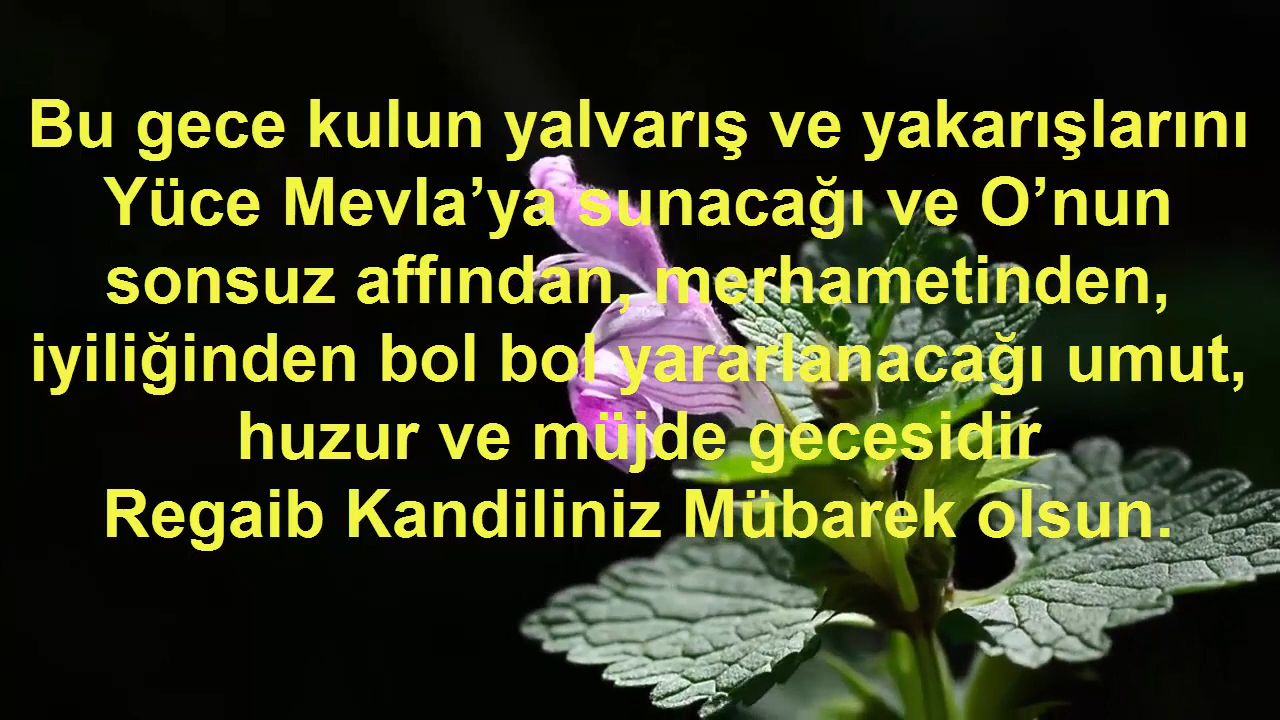 Bu gece kulun yalvarış ve yakarışlarını
Yüce Mevla’ya sunacağı ve O’nun
sonsuz affından, merhametinden,
iyiliğinden bol bol yararlanacağı umut,
huzur ve müjde gecesidir
Regaib Kandiliniz Mübarek olsun.